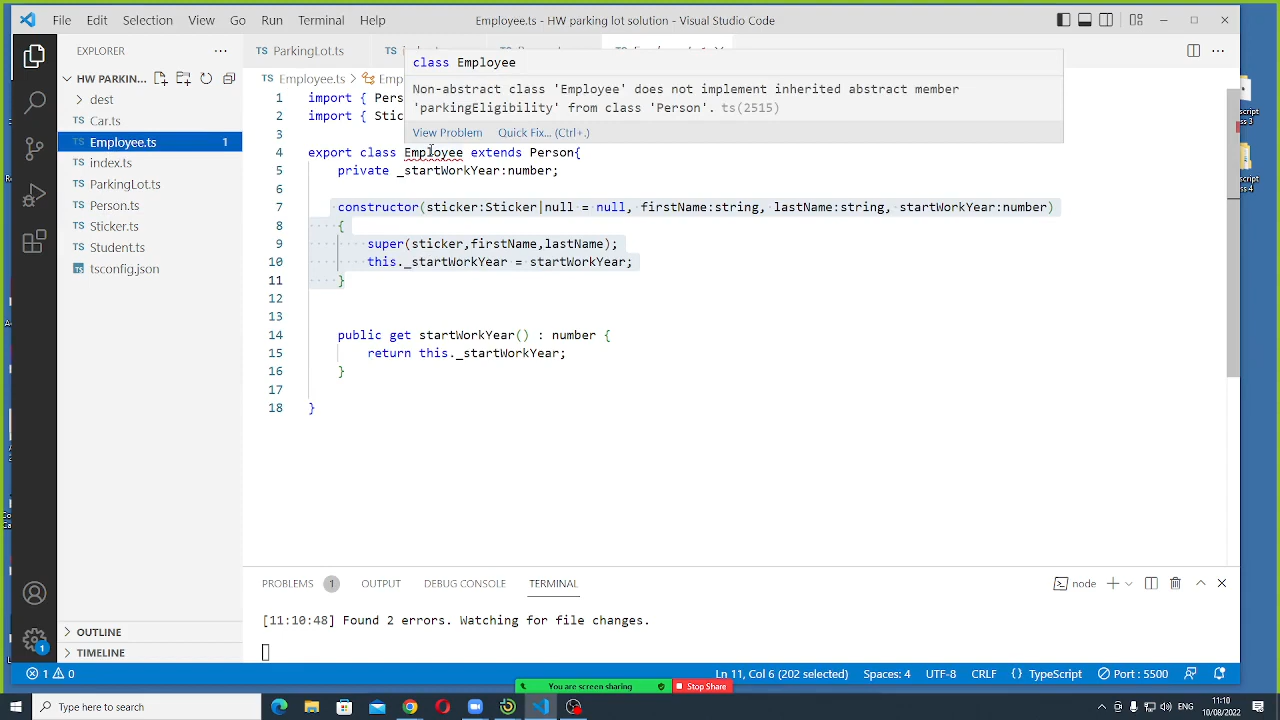 File Edit Selection View Go Run Terminal Help
Employee.ts - HW parking lot solution - Visual Studio Code
EXPLORER
TS ParkingLot.ts
HW PARKIN...
TS Employee.ts
class Employee
Non-abstract class 'Employee' does not implement inherited abstract member
'parkingEligibility' from class 'Person'. ts(2515)
View Problem Quick Fix... (Ctrl+.)
dest
Car.ts
Employee.ts 1
index.ts
ParkingLot.ts
Person.ts
Sticker.ts
Student.ts
tsconfig.json
1 import {
2 import {
3
4 export class Employee extends Person{
5 private _startWorkYear:number;
6
7 constructor(sticker:Sticker|null = null, firstName:string, lastName:string, startWorkYear:number)
8 {
9 super(sticker,firstName,lastName);
10 this._startWorkYear = startWorkYear;
11 }
12
13
14 public get startWorkYear() : number {
15 return this._startWorkYear;
16 }
17
18 }
PROBLEMS 1 OUTPUT DEBUG CONSOLE TERMINAL
node
[11:10:48] Found 2 errors. Watching for file changes.
OUTLINE
TIMELINE
1
1 0
Ln 11, Col 6 (202 selected) Spaces: 4 UTF-8 CRLF {} TypeScript Port : 5500
You are screen sharing Stop Share
Type here to search
ENG
11:10
10/08/2022